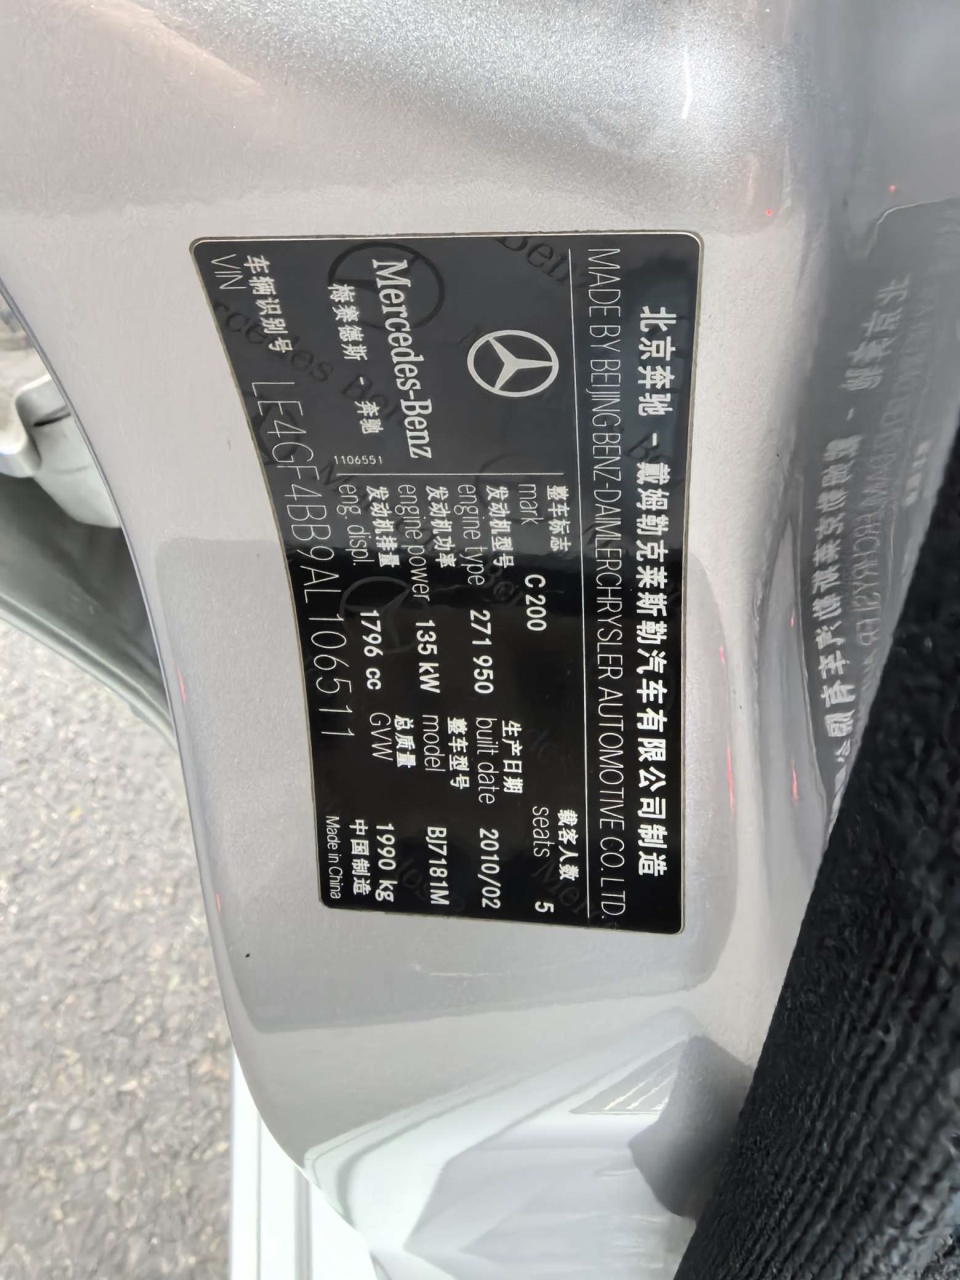 北京奔驰 - 戴姆勒克莱斯勒汽车有限公司制造
MADE BY BEIJING BENZ-DAIMLERCHRYSLER AUTOMOTIVE CO. LTD.
Mercedes-Benz
梅赛德斯 - 奔驰
1106551
整车标志
mark C 200
载客人数
seats 5
发动机型号
engine type 271 950
生产日期
built date 2010/02
发动机功率
engine power 135 kW
整车型号
model BJ7181M
发动机排量
eng. displ. 1796 cc
总质量
GVW 1990 kg
车辆识别号
VIN LE4GF4BB9AL106511
中国制造
Made in China